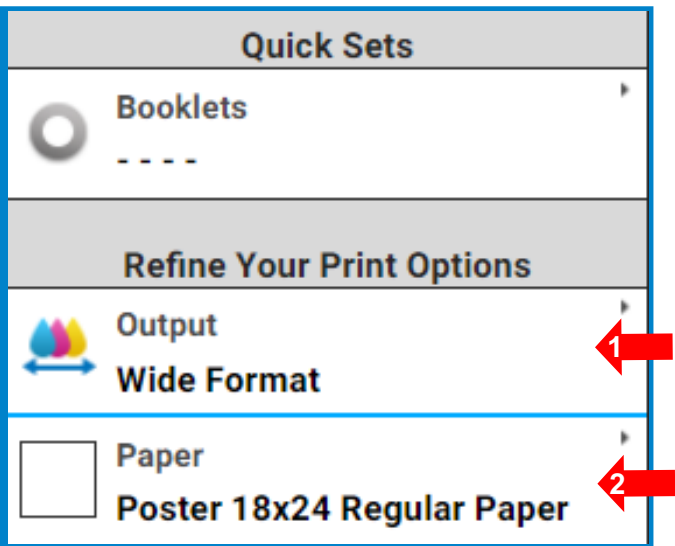 Quick Sets
Booklets
- - - -
Refine Your Print Options
Output
1
Wide Format
Paper
2
Poster 18x24 Regular Paper